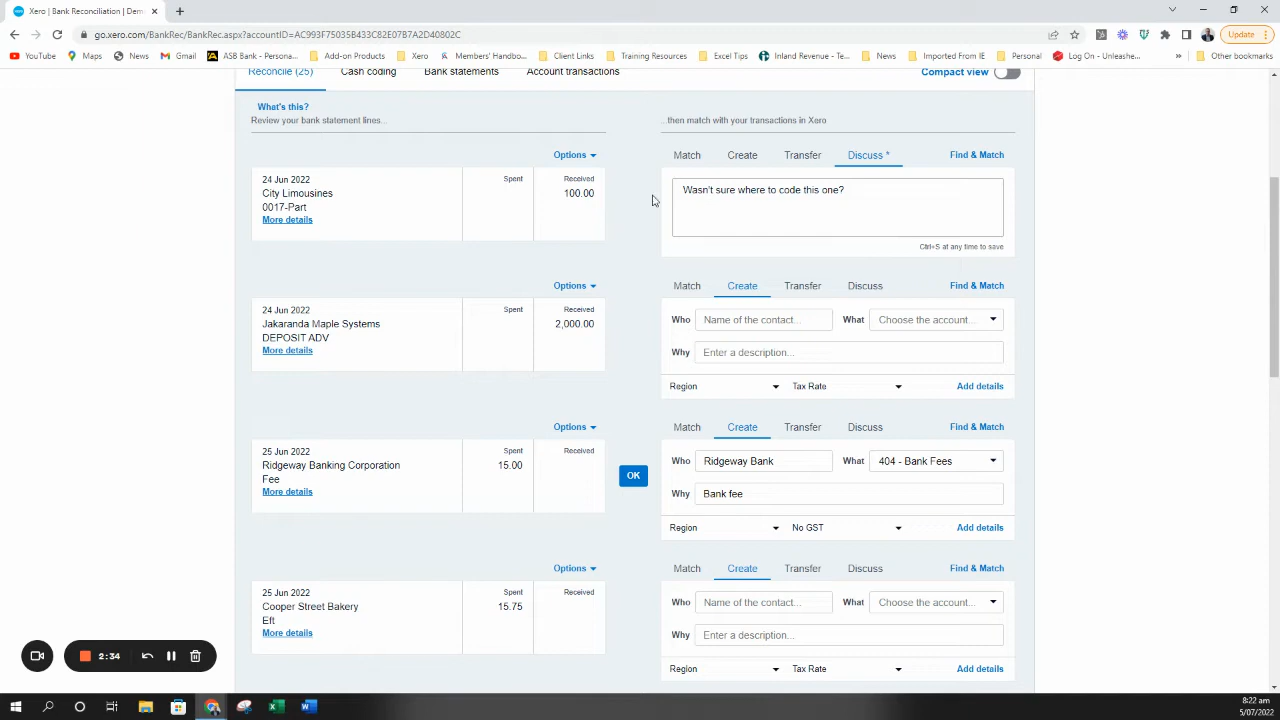 Xero | Bank Reconciliation | Dem
go.xero.com/BankRec/BankRec.aspx?accountID=AC993F75035B433C82E07B7A2D40802C
Update
YouTube
Maps
News
Gmail
ASB Bank - Persona...
Add-on Products
Xero
Members' Handbo...
Client Links
Training Resources
Excel Tips
Inland Revenue - Te...
News
Imported From IE
Personal
Log On - Unleashe...
Other bookmarks
Reconcile (25)
Cash coding
Bank statements
Account transactions
Compact view
What's this?
Review your bank statement lines...
...then match with your transactions in Xero
Options
Match Create Transfer Discuss * Find & Match
24 Jun 2022
City Limousines
0017-Part
More details
Spent
Received
100.00
Wasn't sure where to code this one?
Ctrl+S at any time to save
Options
Match Create Transfer Discuss Find & Match
24 Jun 2022
Jakaranda Maple Systems
DEPOSIT ADV
More details
Spent
Received
2,000.00
Who Name of the contact... What Choose the account...
Why Enter a description...
Region Tax Rate Add details
Options
Match Create Transfer Discuss Find & Match
25 Jun 2022
Ridgeway Banking Corporation
Fee
More details
Spent
15.00
Received
OK
Who Ridgeway Bank What 404 - Bank Fees
Why Bank fee
Region No GST Add details
Options
Match Create Transfer Discuss Find & Match
25 Jun 2022
Cooper Street Bakery
Eft
More details
Spent
15.75
Received
Who Name of the contact... What Choose the account...
Why Enter a description...
Region Tax Rate Add details
2:34
8:22 am
5/07/2022